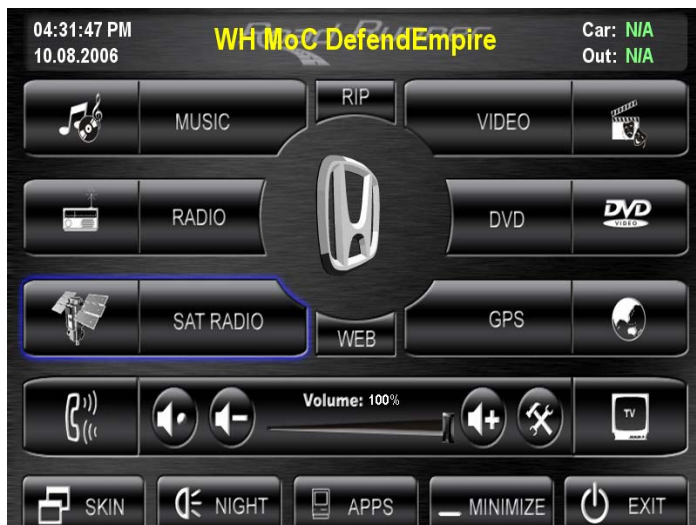 04:31:47 PM
10.08.2006
WH MoC DefendEmpire
Car: N/A
Out: N/A
MUSIC
RIP
VIDEO
RADIO
DVD
DVD
VIDEO
SAT RADIO
WEB
GPS
Volume: 100%
TV
SKIN
NIGHT
APPS
MINIMIZE
EXIT